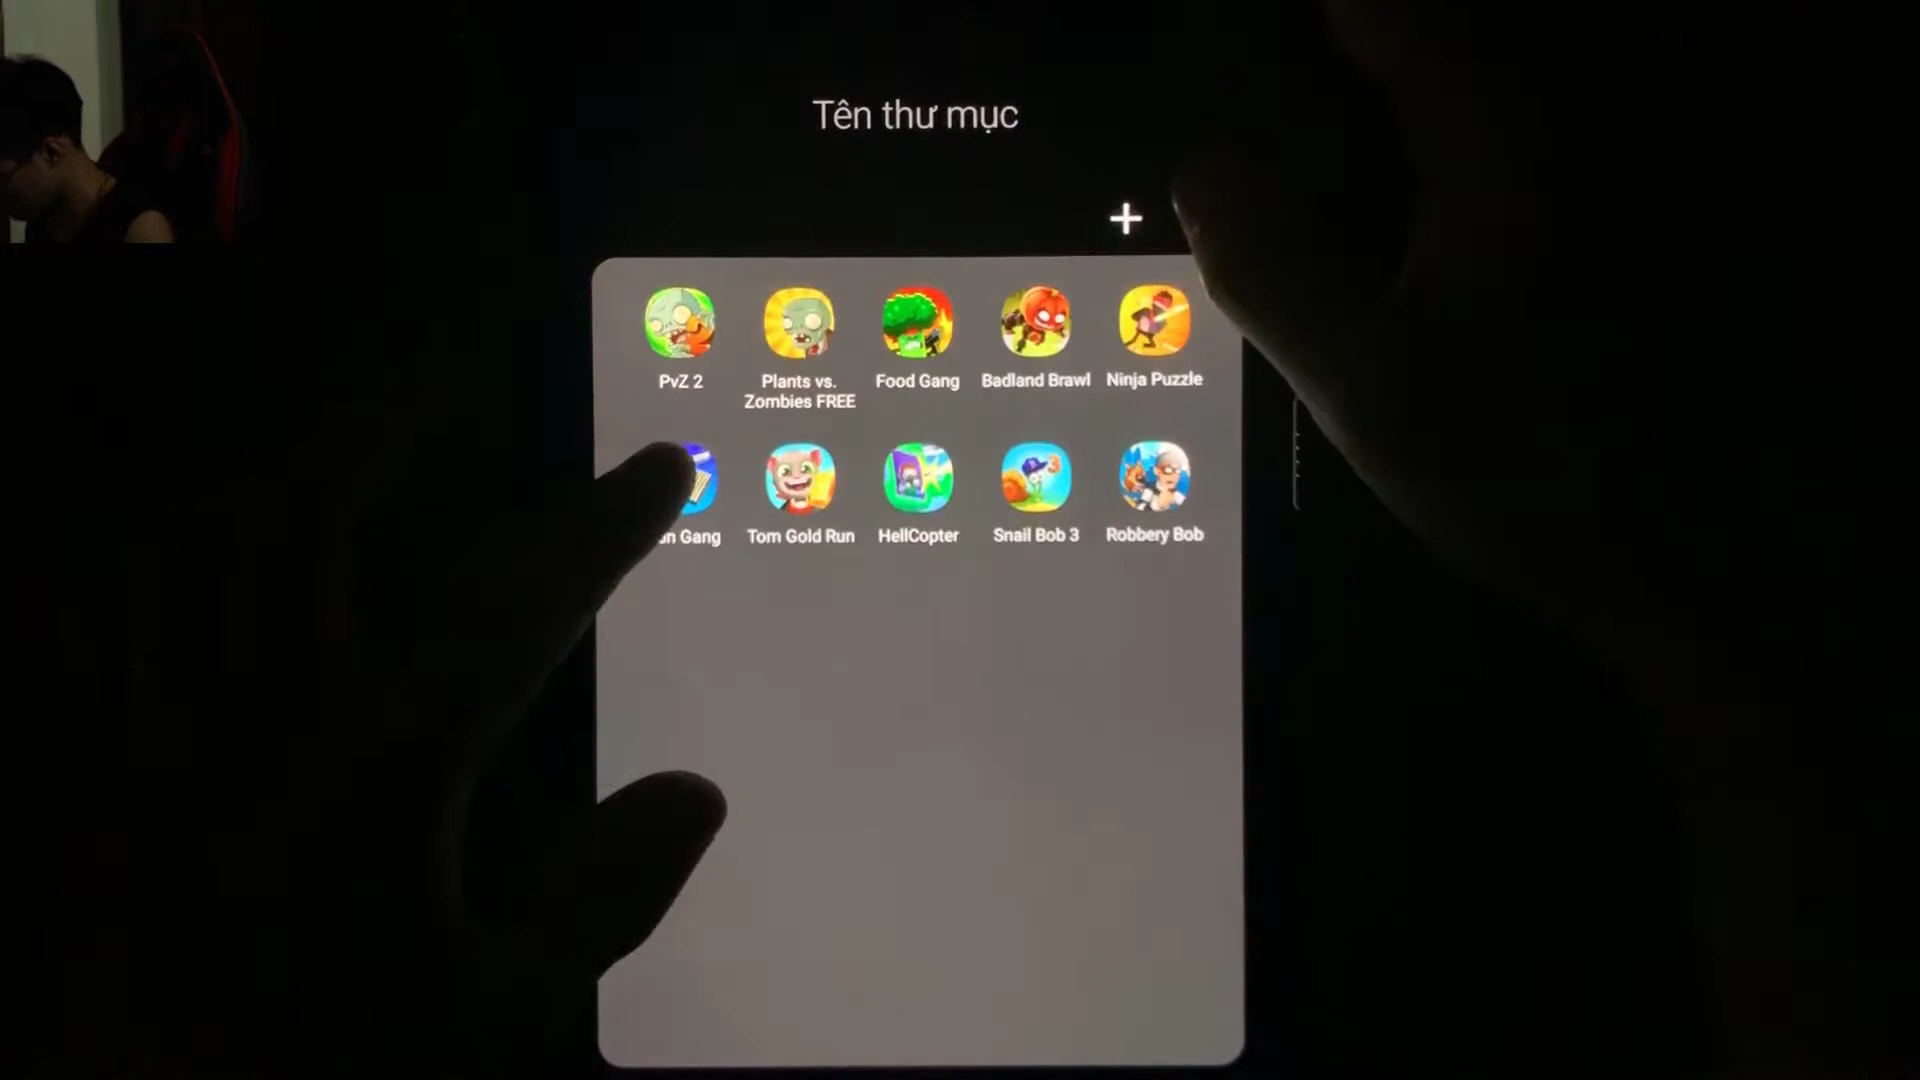 Tên thư mục
PvZ 2
Plants vs.
Zombies FREE
Food Gang
Badland Brawl
Ninja Puzzle
Gang
Tom Gold Run
HellCopter
Snail Bob 3
Robbery Bob